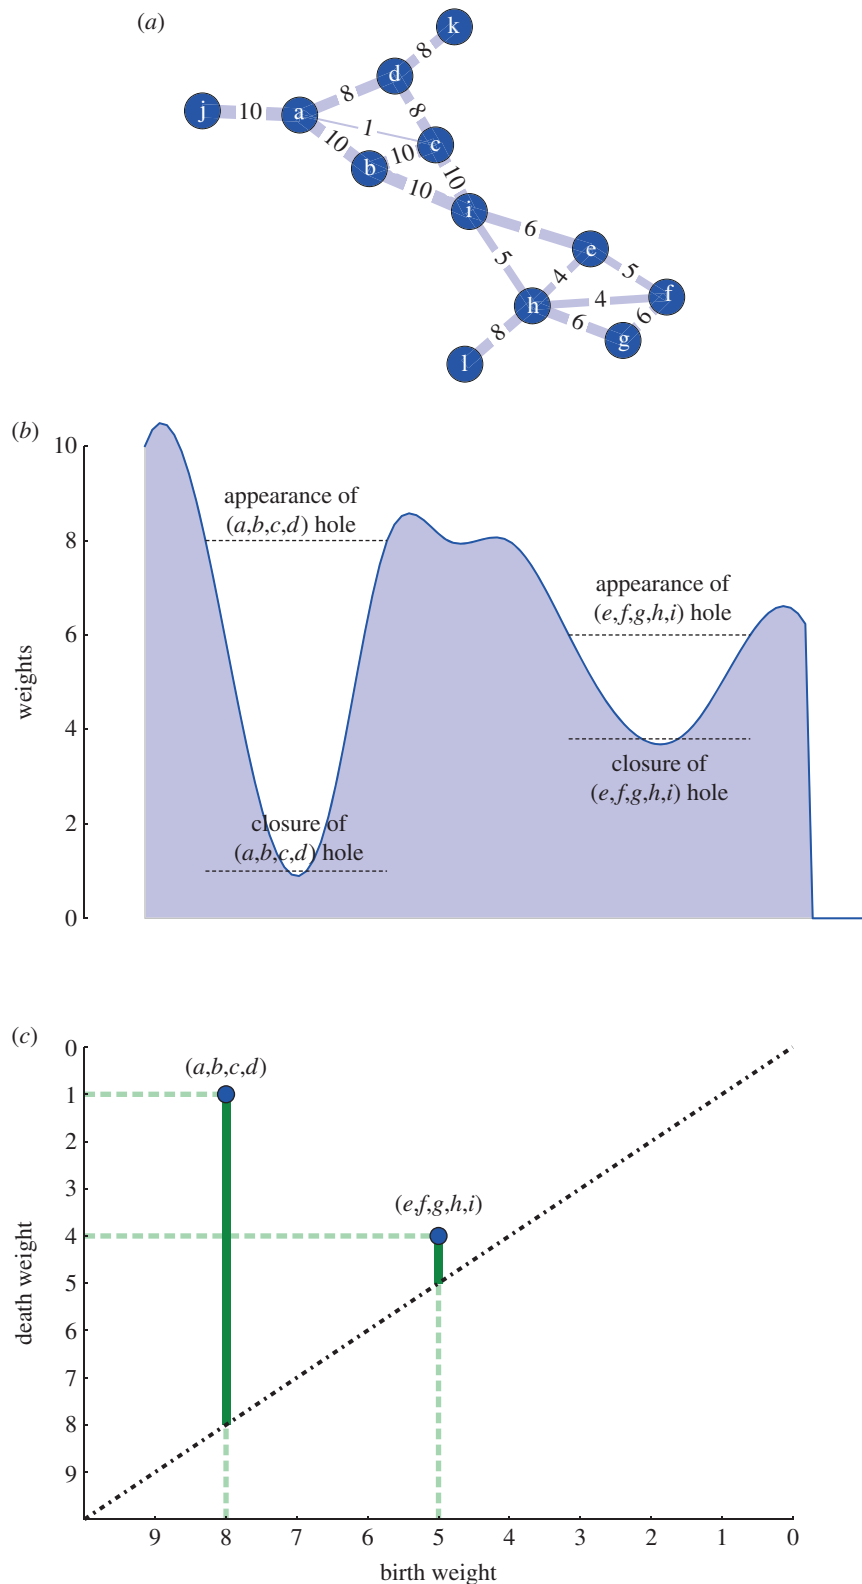 (a)
k
8
d
j
10
a
8
8
1
c
10
10
b
10
10
i
6
e
5
4
5
h
4
f
6
6
g
8
l
(b)
10
appearance of
(a,b,c,d) hole
8
appearance of
(e,f,g,h,i) hole
6
weights
4
closure of
(e,f,g,h,i) hole
2
closure of
(a,b,c,d) hole
0
(c)
0
(a,b,c,d)
1
2
3
(e,f,g,h,i)
4
death weight
5
6
7
8
9
9 8 7 6 5 4 3 2 1 0
birth weight